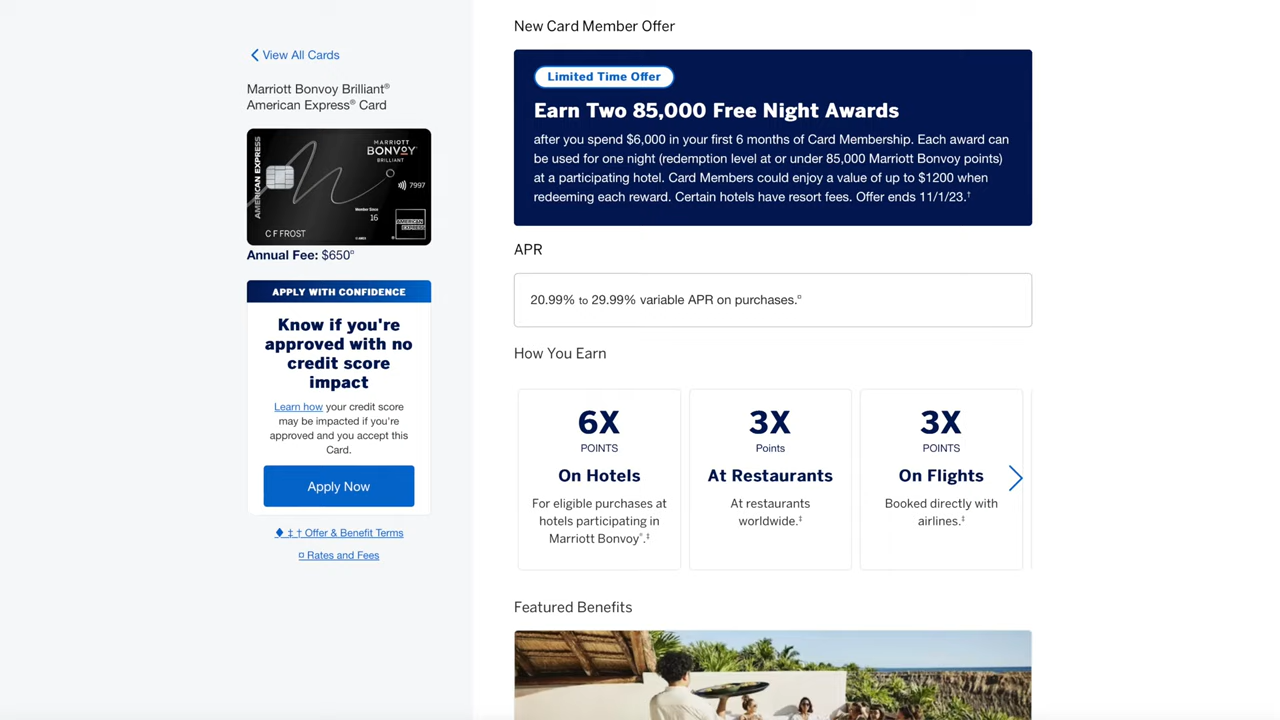 View All Cards
Marriott Bonvoy Brilliant®
American Express® Card
AMERICAN EXPRESS
MARRIOTT
BONVOY
BRILLIANT
7997
Member Since
16
AMERICAN
EXPRESS
C F FROST
Annual Fee: $650¤
APPLY WITH CONFIDENCE
Know if you're
approved with no
credit score
impact
Learn how your credit score
may be impacted if you're
approved and you accept this
Card.
Apply Now
♦ ‡ † Offer & Benefit Terms
¤ Rates and Fees
New Card Member Offer
Limited Time Offer
Earn Two 85,000 Free Night Awards
after you spend $6,000 in your first 6 months of Card Membership. Each award can
be used for one night (redemption level at or under 85,000 Marriott Bonvoy points)
at a participating hotel. Card Members could enjoy a value of up to $1200 when
redeeming each reward. Certain hotels have resort fees. Offer ends 11/1/23.†
APR
20.99% to 29.99% variable APR on purchases.¤
How You Earn
6X
POINTS
On Hotels
For eligible purchases at
hotels participating in
Marriott Bonvoy®.‡
3X
Points
At Restaurants
At restaurants
worldwide.‡
3X
POINTS
On Flights
Booked directly with
airlines.‡
Featured Benefits